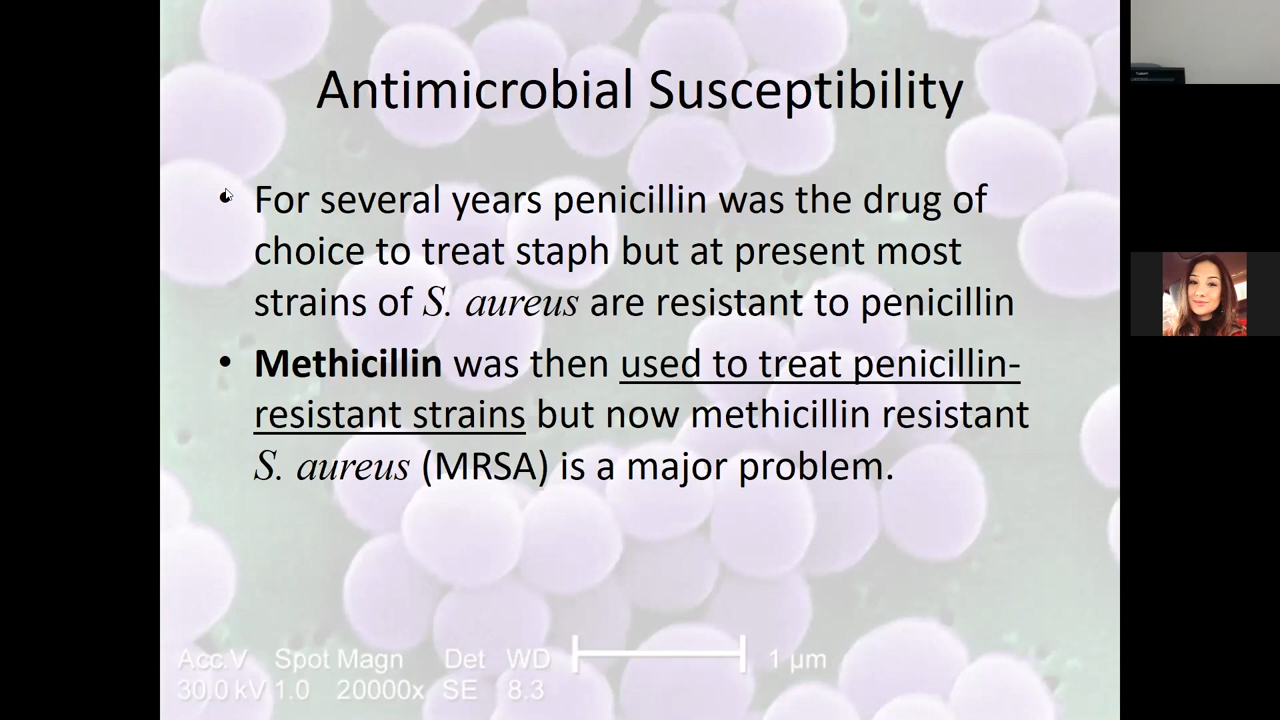 Antimicrobial Susceptibility
• For several years penicillin was the drug of
choice to treat staph but at present most
strains of S. aureus are resistant to penicillin
• Methicillin was then used to treat penicillin-
resistant strains but now methicillin resistant
S. aureus (MRSA) is a major problem.
Acc.V Spot Magn Det WD 1 µm
30.0 kV 1.0 20000x SE 8.3